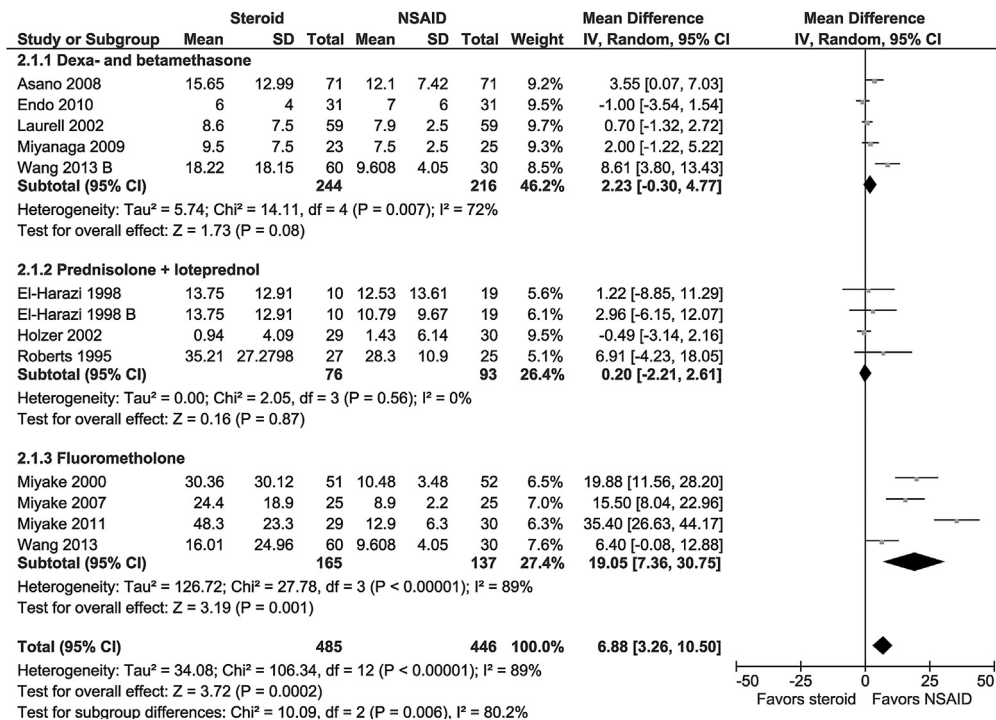 Steroid NSAID Mean Difference Mean Difference
Study or Subgroup Mean SD Total Mean SD Total Weight IV, Random, 95% CI IV, Random, 95% CI
2.1.1 Dexa- and betamethasone
Asano 2008 15.65 12.99 71 12.1 7.42 71 9.2% 3.55 [0.07, 7.03]
Endo 2010 6 4 31 7 6 31 9.5% -1.00 [-3.54, 1.54]
Laurell 2002 8.6 7.5 59 7.9 2.5 59 9.7% 0.70 [-1.32, 2.72]
Miyanaga 2009 9.5 7.5 23 7.5 2.5 25 9.3% 2.00 [-1.22, 5.22]
Wang 2013 B 18.22 18.15 60 9.608 4.05 30 8.5% 8.61 [3.80, 13.43]
Subtotal (95% CI) 244 216 46.2% 2.23 [-0.30, 4.77]
Heterogeneity: Tau² = 5.74; Chi² = 14.11, df = 4 (P = 0.007); I² = 72%
Test for overall effect: Z = 1.73 (P = 0.08)
2.1.2 Prednisolone + loteprednol
El-Harazi 1998 13.75 12.91 10 12.53 13.61 19 5.6% 1.22 [-8.85, 11.29]
El-Harazi 1998 B 13.75 12.91 10 10.79 9.67 19 6.1% 2.96 [-6.15, 12.07]
Holzer 2002 0.94 4.09 29 1.43 6.14 30 9.5% -0.49 [-3.14, 2.16]
Roberts 1995 35.21 27.2798 27 28.3 10.9 25 5.1% 6.91 [-4.23, 18.05]
Subtotal (95% CI) 76 93 26.4% 0.20 [-2.21, 2.61]
Heterogeneity: Tau² = 0.00; Chi² = 2.05, df = 3 (P = 0.56); I² = 0%
Test for overall effect: Z = 0.16 (P = 0.87)
2.1.3 Fluorometholone
Miyake 2000 30.36 30.12 51 10.48 3.48 52 6.5% 19.88 [11.56, 28.20]
Miyake 2007 24.4 18.9 25 8.9 2.2 25 7.0% 15.50 [8.04, 22.96]
Miyake 2011 48.3 23.3 29 12.9 6.3 30 6.3% 35.40 [26.63, 44.17]
Wang 2013 16.01 24.96 60 9.608 4.05 30 7.6% 6.40 [-0.08, 12.88]
Subtotal (95% CI) 165 137 27.4% 19.05 [7.36, 30.75]
Heterogeneity: Tau² = 126.72; Chi² = 27.78, df = 3 (P < 0.00001); I² = 89%
Test for overall effect: Z = 3.19 (P = 0.001)
Total (95% CI) 485 446 100.0% 6.88 [3.26, 10.50]
Heterogeneity: Tau² = 34.08; Chi² = 106.34, df = 12 (P < 0.00001); I² = 89%
Test for overall effect: Z = 3.72 (P = 0.0002)
Test for subgroup differences: Chi² = 10.09, df = 2 (P = 0.006), I² = 80.2%
-50 -25 0 25 50
Favors steroid Favors NSAID